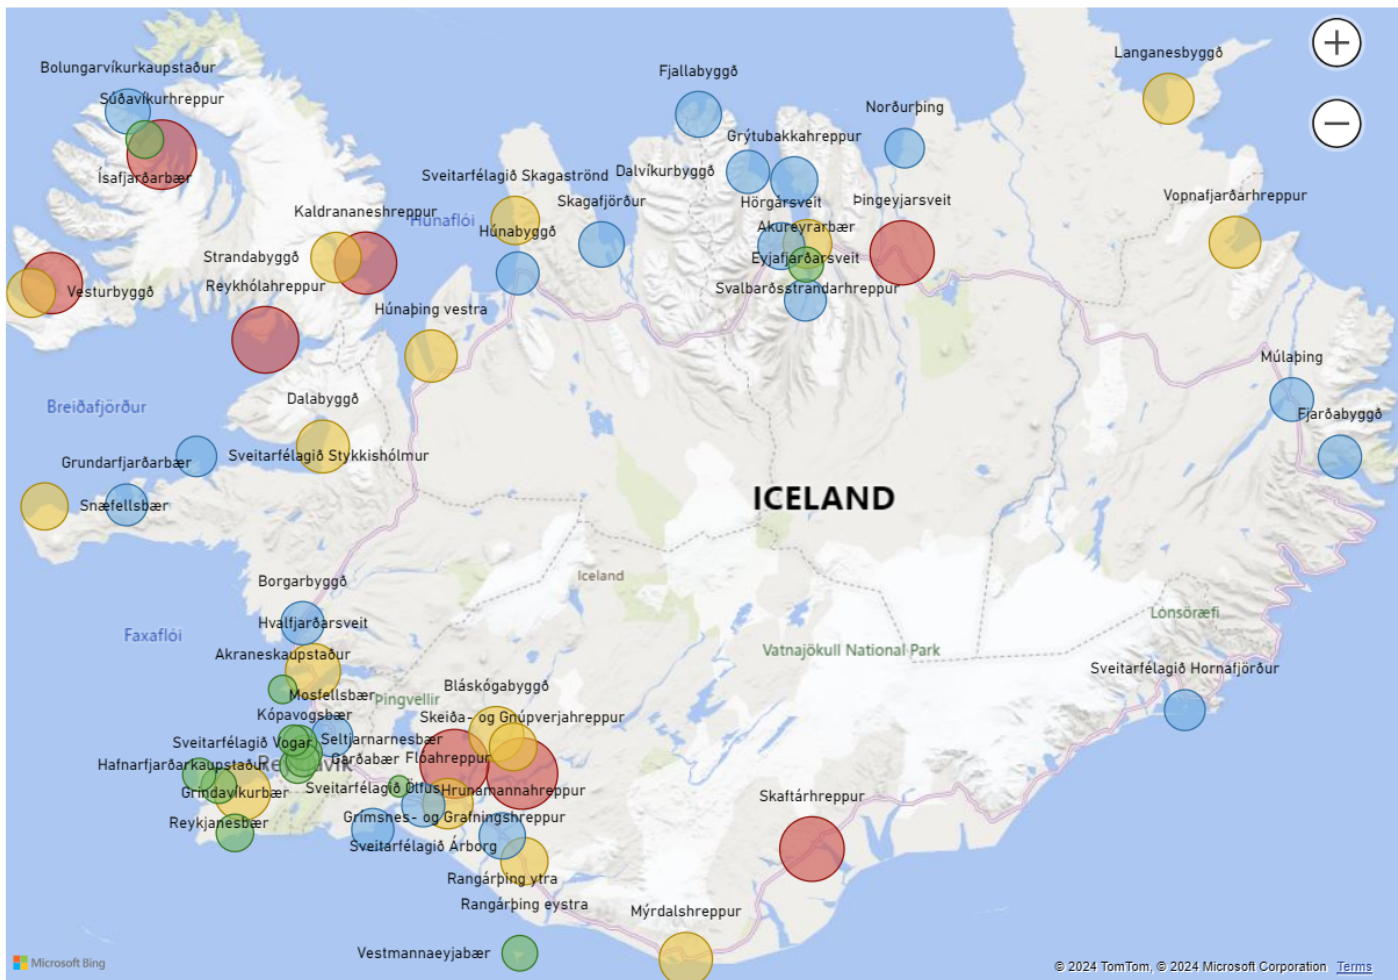 Langanesbyggð
Bolungarvíkurkaupstaður
Fjallabyggð
Súðavíkurhreppur
Norðurþing
Grýtubakkahreppur
Dalvíkurbyggð
Sveitarfélagið Skagaströnd
Ísafjarðarbær
Vopnafjarðarhreppur
Skagafjörður
Hörgársveit
Þingeyjarsveit
Kaldrananeshreppur
Húnaflói
Akureyrarbær
Húnabyggð
Strandabyggð
Eyjafjarðarsveit
Reykhólahreppur
Vesturbyggð
Svalbarðsstrandarhreppur
Húnaþing vestra
Múlaþing
Dalabyggð
Breiðafjörður
Fjarðabyggð
Sveitarfélagið Stykkishólmur
Grundarfjarðarbær
ICELAND
Snæfellsbær
Iceland
Borgarbyggð
Lónsöræfi
Hvalfjarðarsveit
Faxaflói
Vatnajökull National Park
Akraneskaupstaður
Sveitarfélagið Hornafjörður
Bláskógabyggð
Mosfellsbær
Þingvellir
Kópavogsbær
Skeiða- og Gnúpverjahreppur
Sveitarfélagið Vogar
Seltjarnarnesbær
Garðabær
Flóahreppur
Hafnarfjarðarkaupstaður
Sveitarfélagið Ölfus
Hrunamannahreppur
Grindavíkurbær
Skaftárhreppur
Grímsnes- og Grafningshreppur
Reykjanesbær
Sveitarfélagið Árborg
Rangárþing ytra
Rangárþing eystra
Mýrdalshreppur
Vestmannaeyjabær
Microsoft Bing
© 2024 TomTom, © 2024 Microsoft Corporation Terms